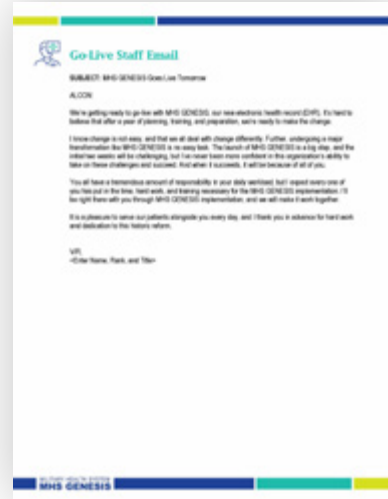 Go-Live Staff Email
SUBJECT: MHS GENESIS Goes Live Tomorrow
ALCON:
We're getting ready to go live with MHS GENESIS, our new electronic health record (EHR). It's hard to
believe that after a year of planning, training, and preparation, we're ready to make the change.
I know change is not easy, and that we all deal with change differently. Further, undergoing a major
transformation like MHS GENESIS is no easy task. The launch of MHS GENESIS is a big step, and the
initial two weeks will be challenging, but I've never been more confident in this organization's ability to
take on these challenges and succeed. And when it succeeds, it will be because of all of you.
You all have a tremendous amount of responsibility in your daily workload, but I expect every one of
you has put in the time, hard work, and training necessary for the MHS GENESIS implementation. I'll
be right there with you through MHS GENESIS implementation, and we will make it work together.
It is a pleasure to serve our patients alongside you every day, and I thank you in advance for hard work
and dedication to this historic reform.
V/R,
<Enter Name, Rank, and Title>
MILITARY HEALTH SYSTEM
MHS GENESIS